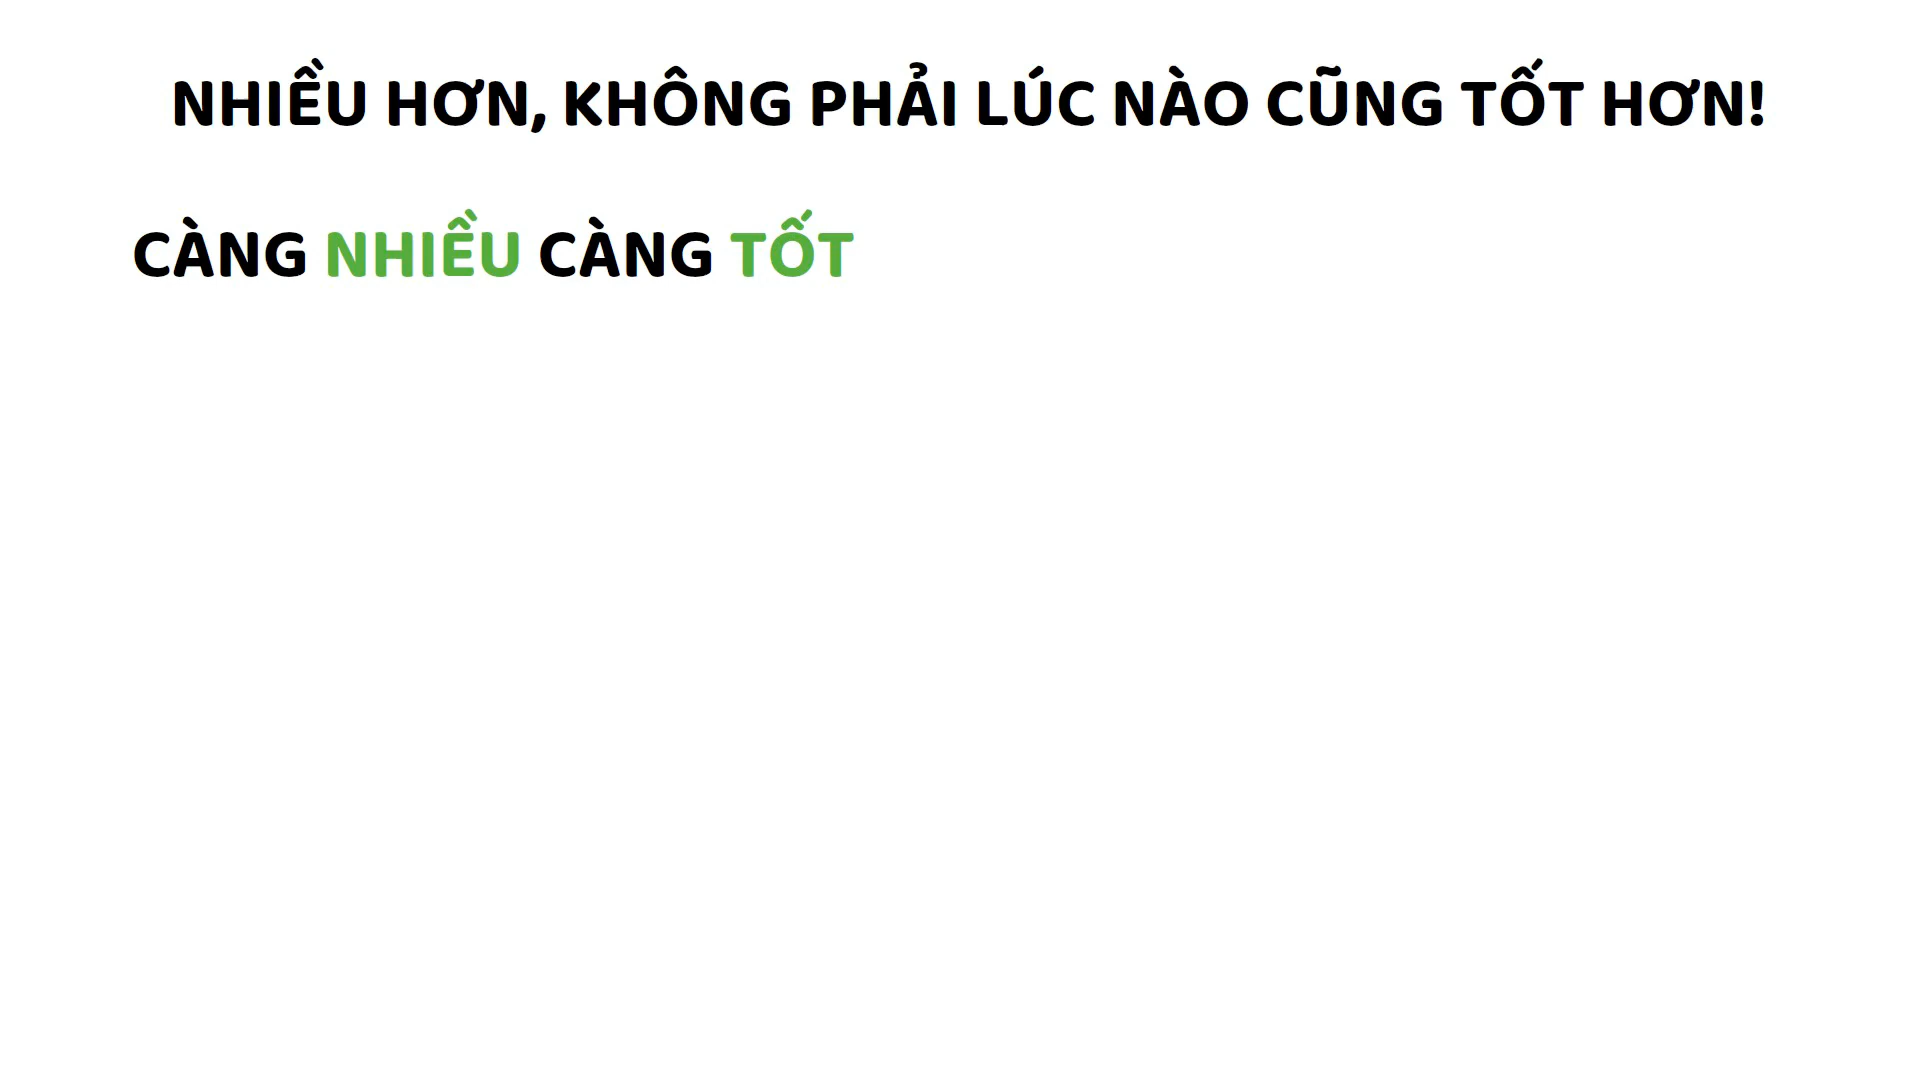 NHIỀU HƠN, KHÔNG PHẢI LÚC NÀO CŨNG TỐT HƠN!
CÀNG NHIỀU CÀNG TỐT